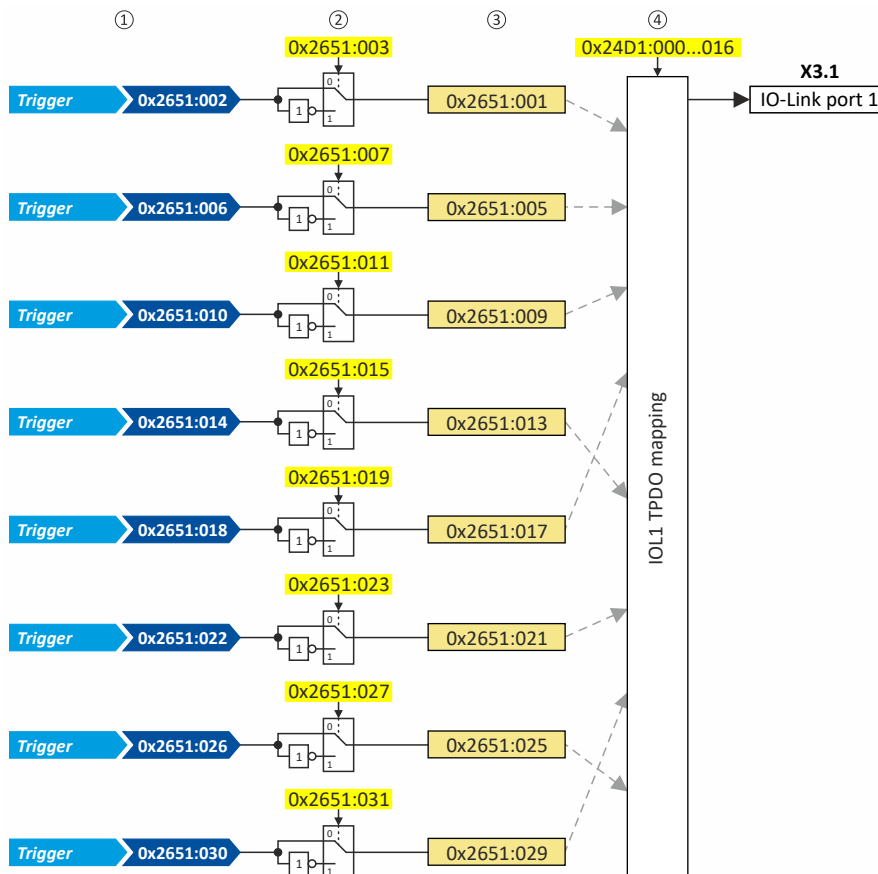 ① ② ③ ④
0x2651:003 0x24D1:000...016
X3.1
Trigger 0x2651:002 0 1 1 0x2651:001 IO-Link port 1
0x2651:007
Trigger 0x2651:006 0 1 1 0x2651:005
0x2651:011
Trigger 0x2651:010 0 1 1 0x2651:009
0x2651:015
Trigger 0x2651:014 0 1 1 0x2651:013
IOL1 TPDO mapping
0x2651:019
Trigger 0x2651:018 0 1 1 0x2651:017
0x2651:023
Trigger 0x2651:022 0 1 1 0x2651:021
0x2651:027
Trigger 0x2651:026 0 1 1 0x2651:025
0x2651:031
Trigger 0x2651:030 0 1 1 0x2651:029